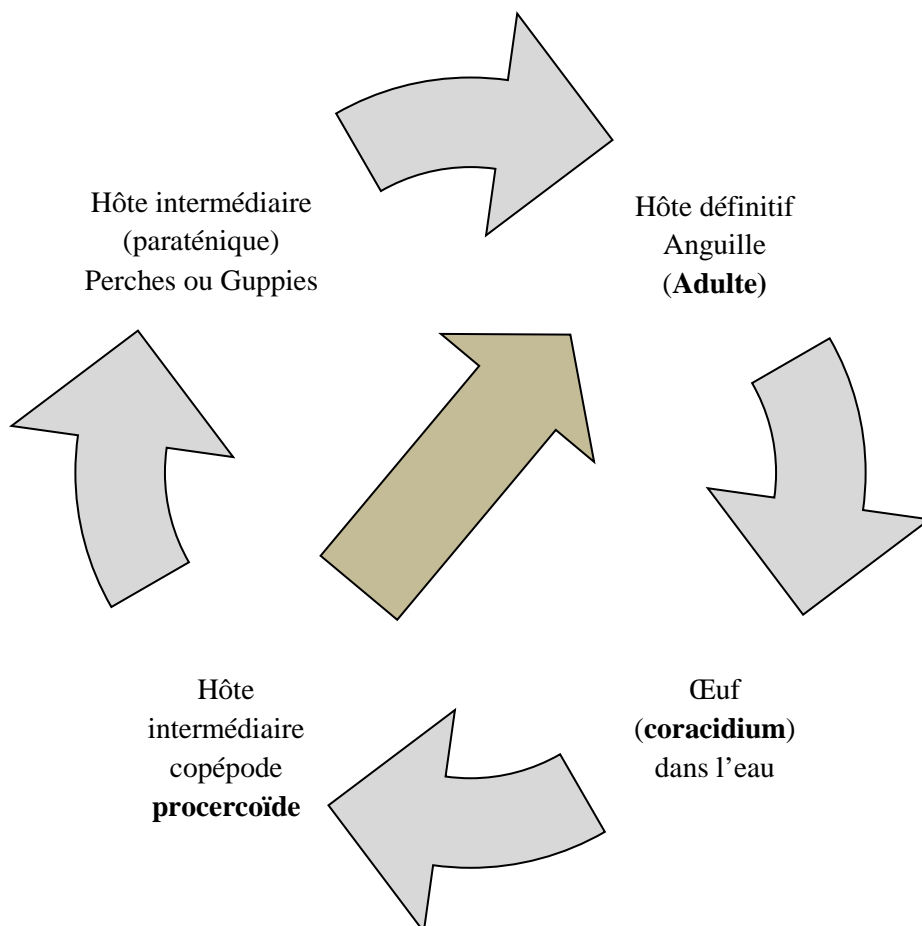 Hôte intermédiaire
(paraténique)
Perches ou Guppies
Hôte définitif
Anguille
(Adulte)
Œuf
(coracidium)
dans l'eau
Hôte
intermédiaire
copépode
procercoïde